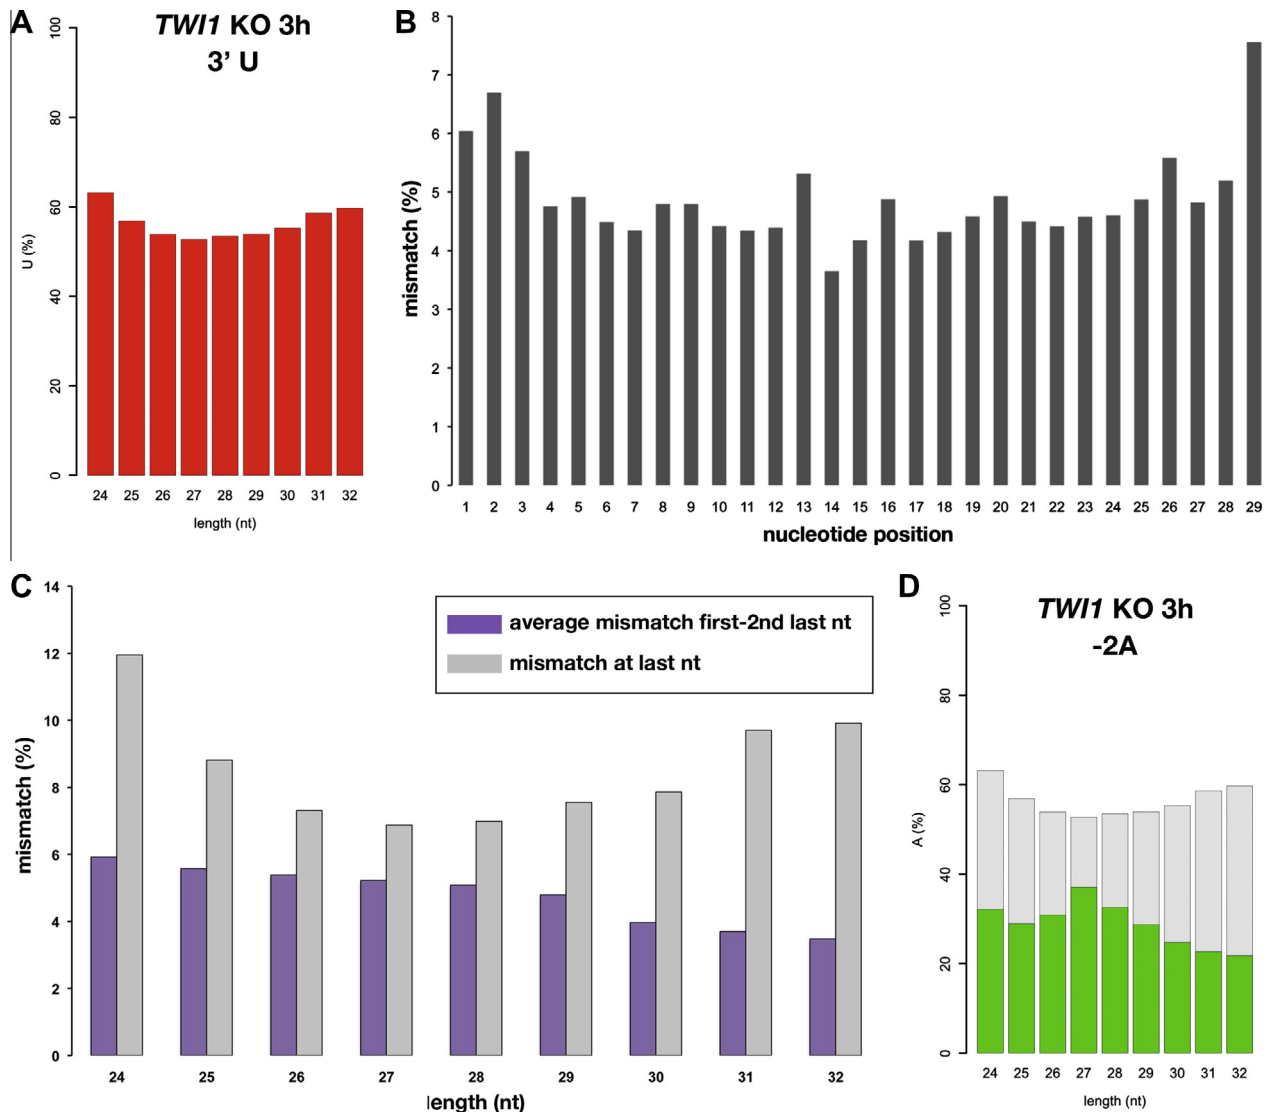 A
TWI1 KO 3h
3’ U
100
80
60
40
20
0
U (%)
24 25 26 27 28 29 30 31 32
length (nt)
B
8
7
6
5
4
3
2
1
0
mismatch (%)
1 2 3 4 5 6 7 8 9 10 11 12 13 14 15 16 17 18 19 20 21 22 23 24 25 26 27 28 29
nucleotide position
C
14
12
10
8
6
4
2
0
mismatch (%)
average mismatch first-2nd last nt
mismatch at last nt
24 25 26 27 28 29 30 31 32
length (nt)
D
TWI1 KO 3h
-2A
100
80
60
40
20
0
A (%)
24 25 26 27 28 29 30 31 32
length (nt)